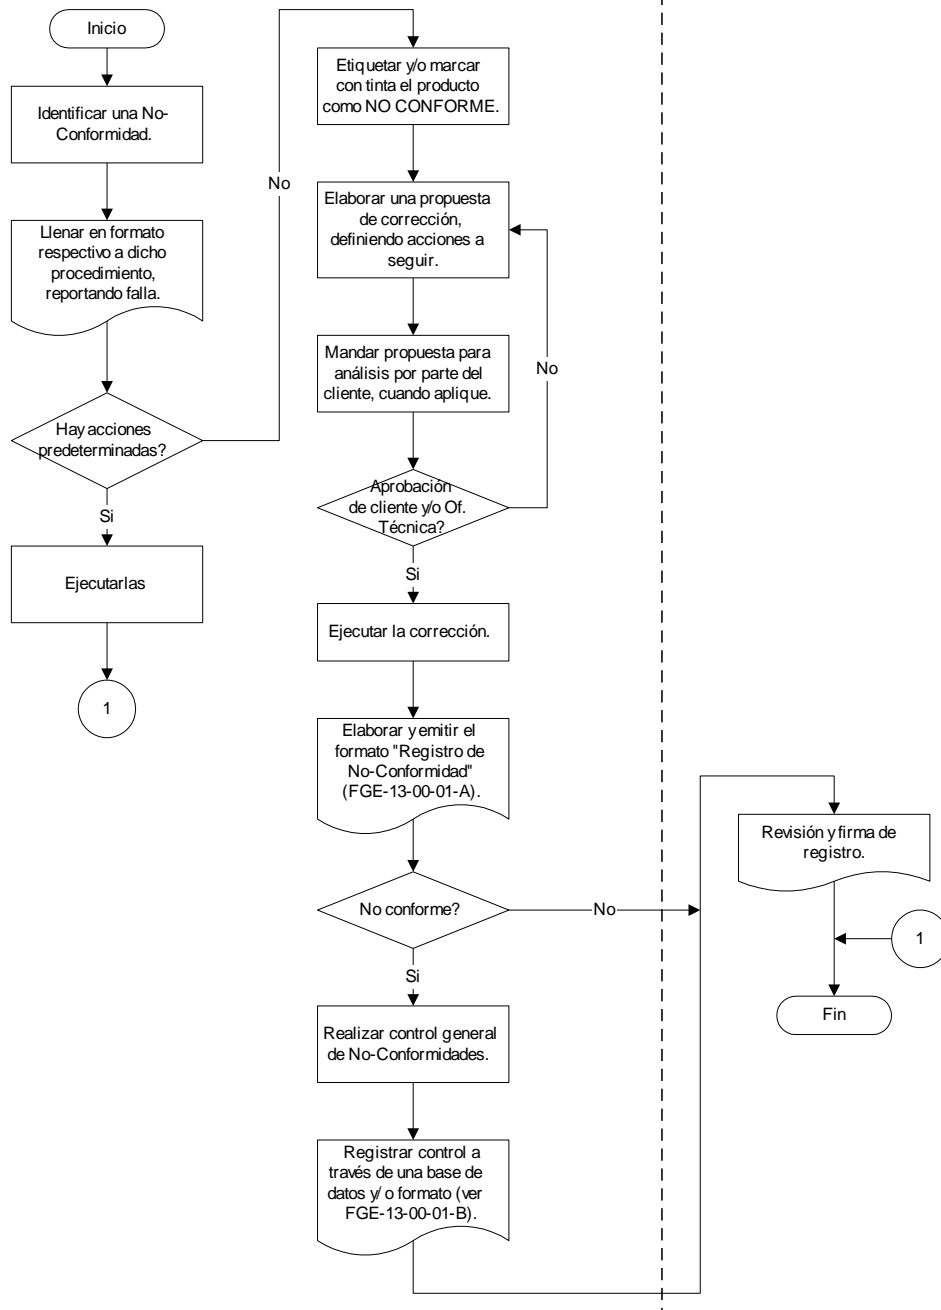 Inicio
Identificar una No-
Conformidad.
Llenar en formato
respectivo a dicho
procedimiento,
reportando falla.
Hay acciones
predeterminadas?
No
Si
Ejecutarlas
1
Etiquetar y/o marcar
con tinta el producto
como NO CONFORME.
Elaborar una propuesta
de corrección,
definiendo acciones a
seguir.
Mandar propuesta para
análisis por parte del
cliente, cuando aplique.
No
Aprobación
de cliente y/o Of.
Técnica?
Si
Ejecutar la corrección.
Elaborar y emitir el
formato "Registro de
No-Conformidad"
(FGE-13-00-01-A).
No conforme?
No
Si
Realizar control general
de No-Conformidades.
Registrar control a
través de una base de
datos y/ o formato (ver
FGE-13-00-01-B).
Revisión y firma de
registro.
1
Fin